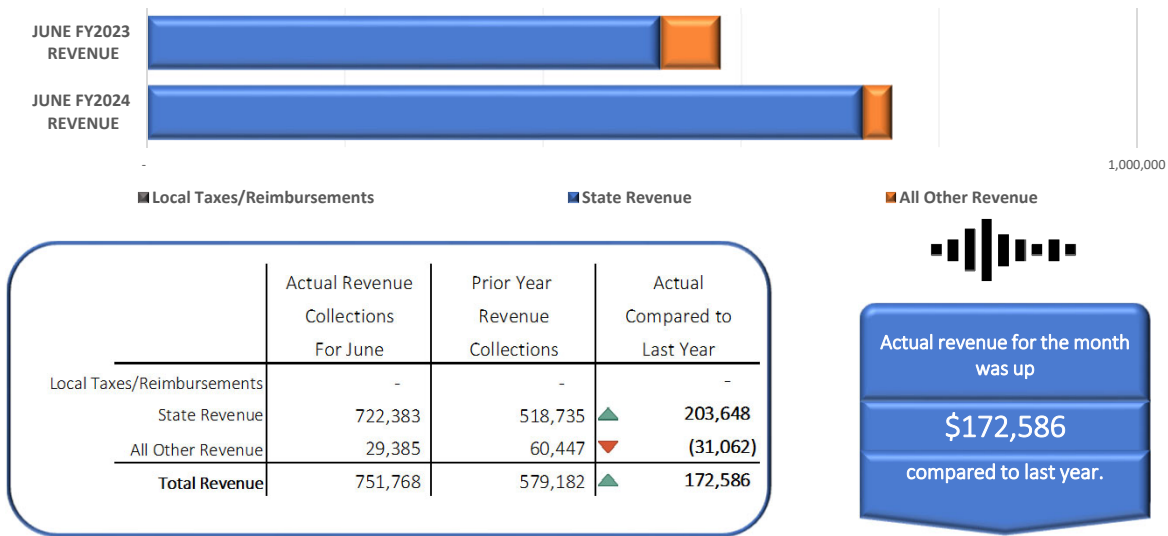 JUNE FY2023
REVENUE
JUNE FY2024
REVENUE
-
1,000,000
Local Taxes/Reimbursements
State Revenue
All Other Revenue
Actual Revenue
Collections
For June
Prior Year
Revenue
Collections
Actual
Compared to
Last Year
Local Taxes/Reimbursements - - -
State Revenue 722,383 518,735 203,648
All Other Revenue 29,385 60,447 (31,062)
Total Revenue 751,768 579,182 172,586
Actual revenue for the month
was up
$172,586
compared to last year.